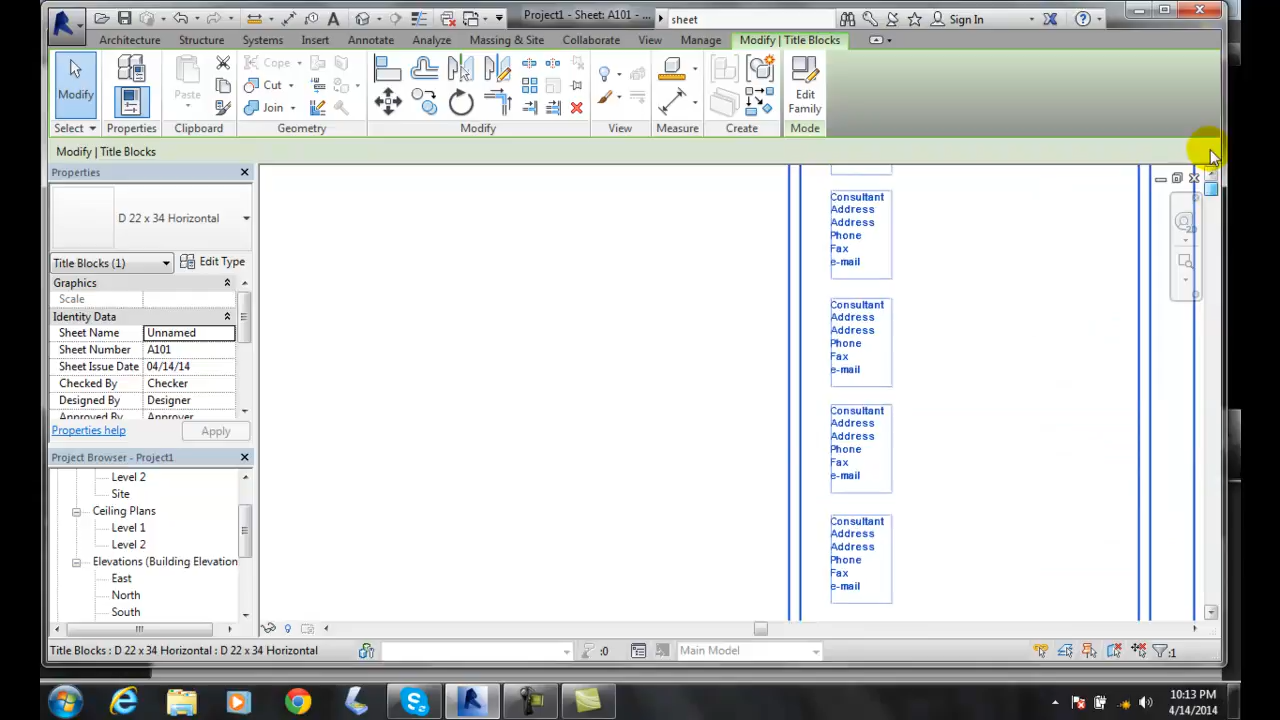 Project1 - Sheet: A101 - ...
sheet
Sign In
Architecture Structure Systems Insert Annotate Analyze Massing & Site Collaborate View Manage Modify | Title Blocks
Modify
Paste
Cope
Cut
Join
Edit
Family
Select Properties Clipboard Geometry Modify View Measure Create Mode
Modify | Title Blocks
Properties
D 22 x 34 Horizontal
Title Blocks (1)
Edit Type
Graphics
Scale
Identity Data
Sheet Name Unnamed
Sheet Number A101
Sheet Issue Date 04/14/14
Checked By Checker
Designed By Designer
Approved By Approver
Properties help
Apply
Project Browser - Project1
Level 2
Site
Ceiling Plans
Level 1
Level 2
Elevations (Building Elevation
East
North
South
Consultant
Address
Address
Phone
Fax
e-mail
Consultant
Address
Address
Phone
Fax
e-mail
Consultant
Address
Address
Phone
Fax
e-mail
Consultant
Address
Address
Phone
Fax
e-mail
2D
Title Blocks : D 22 x 34 Horizontal : D 22 x 34 Horizontal
:0
Main Model
:1
10:13 PM
4/14/2014